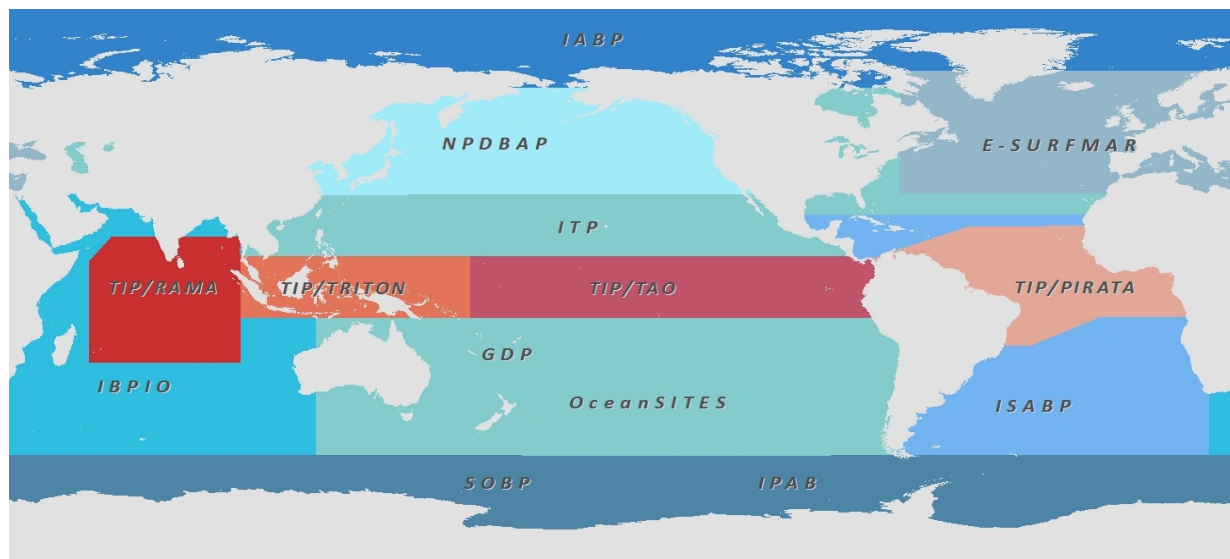 IABP
NPDBAP
E-SURFMAR
ITP
TIP/RAMA
TIP/TRITON
TIP/TAO
TIP/PIRATA
GDP
IBPIO
OceanSITES
ISABP
SOBP
IPAB